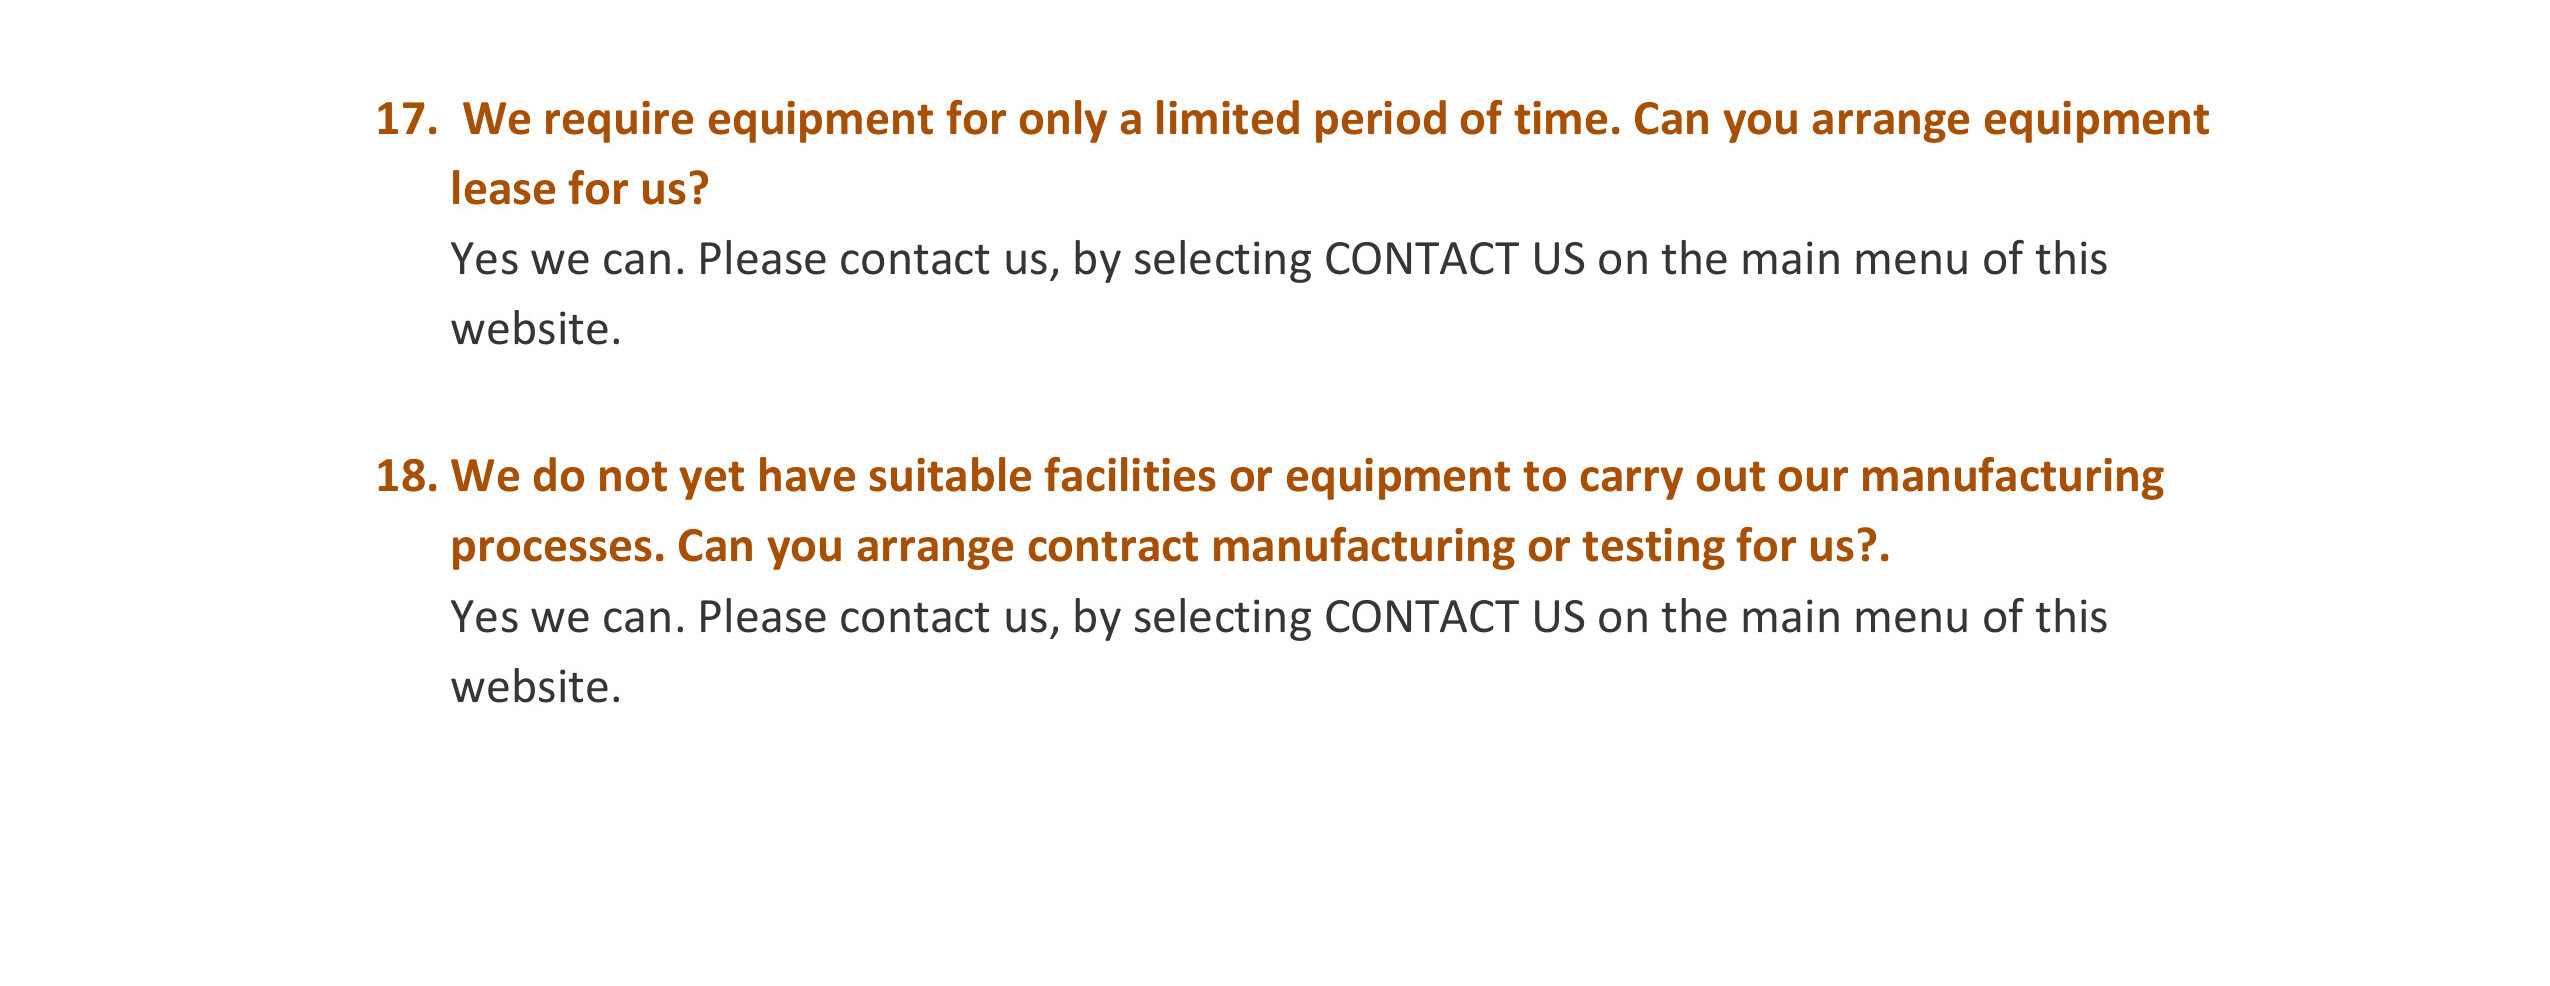 17.  We require equipment for only a limited period of time. Can you arrange equipment
lease for us?
Yes we can. Please contact us, by selecting CONTACT US on the main menu of this
website.
18. We do not yet have suitable facilities or equipment to carry out our manufacturing
processes. Can you arrange contract manufacturing or testing for us?.
Yes we can. Please contact us, by selecting CONTACT US on the main menu of this
website.